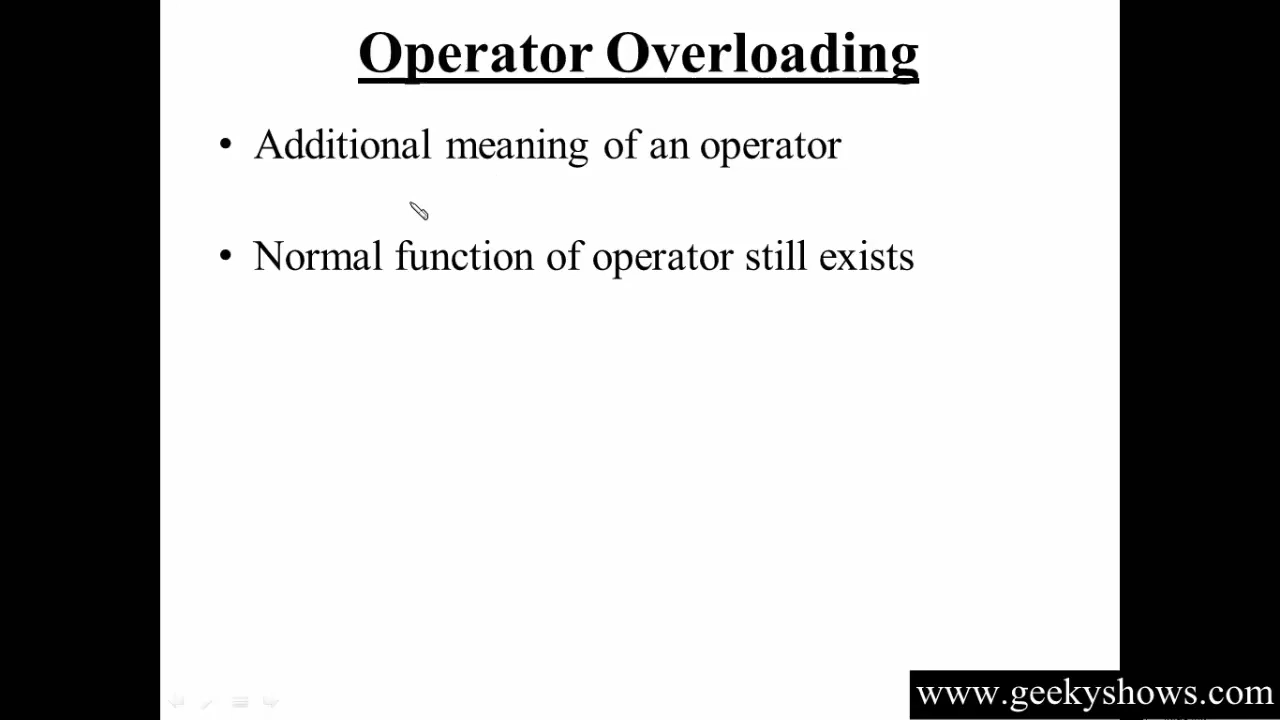 Operator Overloading
• Additional meaning of an operator
• Normal function of operator still exists
www.geekyshows.com